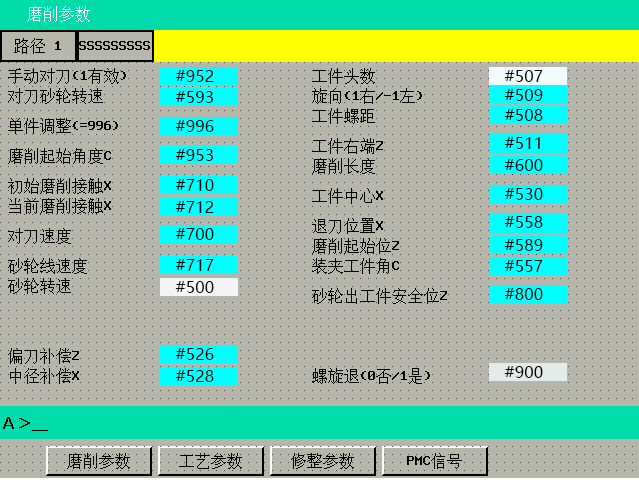 磨削参数
路径 1 SSSSSSSSS
手动对刀(1有效) #952
对刀砂轮转速 #593
单件调整(=996) #996
磨削起始角度C #953
初始磨削接触X #710
当前磨削接触X #712
对刀速度 #700
砂轮线速度 #717
砂轮转速 #500
偏刀补偿Z #526
中径补偿X #528
工件头数 #507
旋向(1右/-1左) #509
工件螺距 #508
工件右端Z #511
磨削长度 #600
工件中心X #530
退刀位置X #558
磨削起始位Z #589
装夹工件角C #557
砂轮出工件安全位Z #800
螺旋退(0否/1是) #900
A >_
磨削参数 工艺参数 修整参数 PMC信号